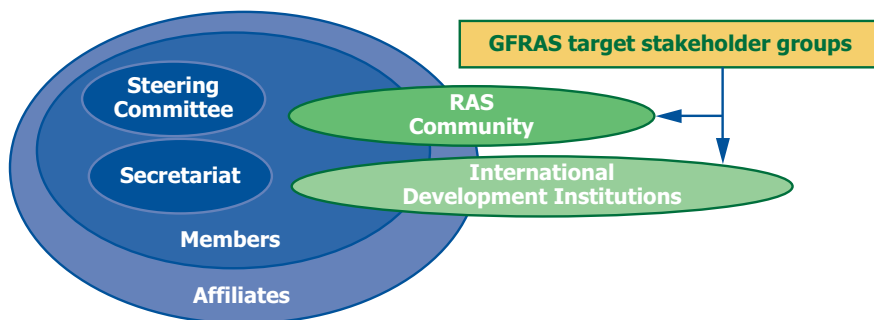 GFRAS target stakeholder groups
Steering
Committee
RAS
Community
Secretariat
International
Development Institutions
Members
Affiliates